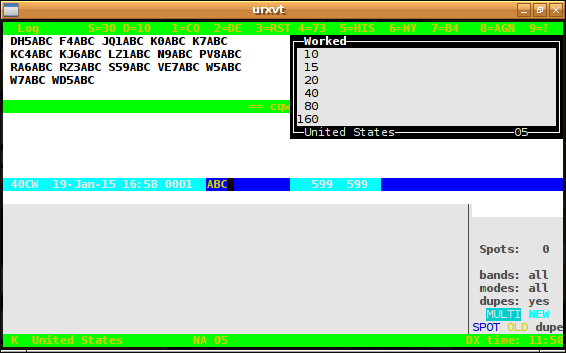 urxvt
Log S=30 D=10 1=CQ 2=DE 3=RST 4=73 5=HIS 6=MY 7=B4 8=AGN 9=?
DH5ABC F4ABC JQ1ABC K0ABC K7ABC
KC4ABC KJ6ABC LZ1ABC N9ABC PV8ABC
RA6ABC RZ3ABC S59ABC VE7ABC W5ABC
W7ABC WD5ABC
Worked
10
15
20
40
80
160
United States 05
== cqw
40CW 19-Jan-15 16:58 0001 ABC 599 599
Spots: 0
bands: all
modes: all
dupes: yes
MULTI NEW
SPOT OLD dupe
K United States NA 05 DX time: 11:58